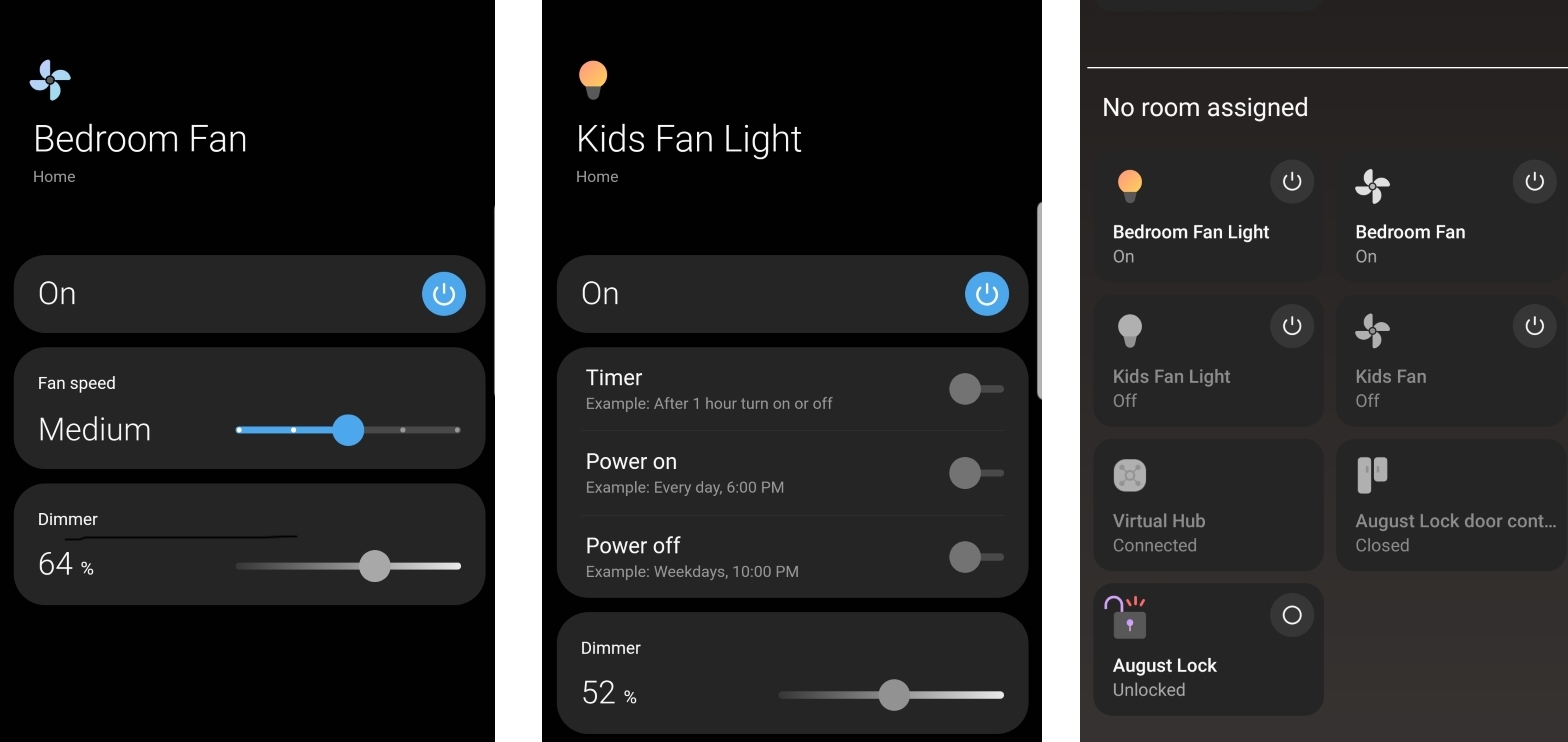 Bedroom Fan
Home
On
Fan speed
Medium
Dimmer
64 %
Kids Fan Light
Home
On
Timer
Example: After 1 hour turn on or off
Power on
Example: Every day, 6:00 PM
Power off
Example: Weekdays, 10:00 PM
Dimmer
52 %
No room assigned
Bedroom Fan Light
On
Bedroom Fan
On
Kids Fan Light
Off
Kids Fan
Off
Virtual Hub
Connected
August Lock door cont...
Closed
August Lock
Unlocked